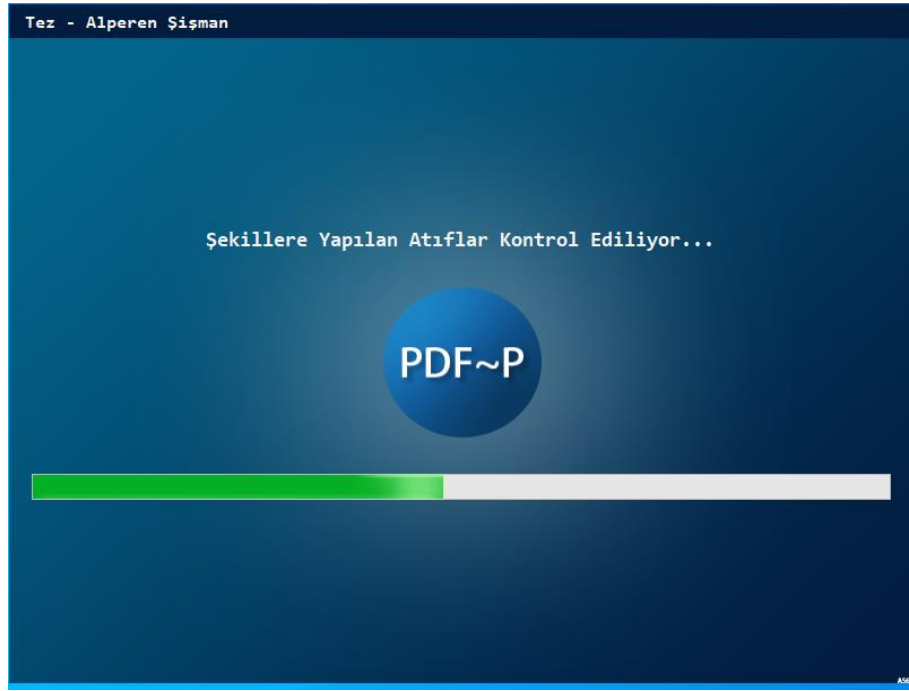 Tez - Alperen Şişman
Şekillere Yapılan Atıflar Kontrol Ediliyor...
PDF~P